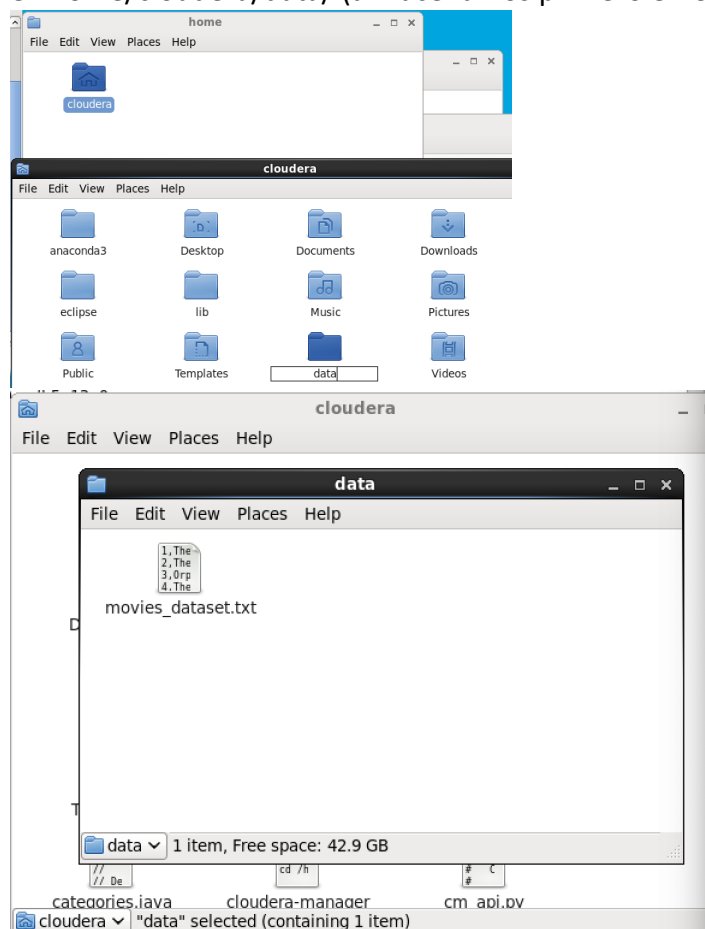 home
File Edit View Places Help
cloudera
cloudera
File Edit View Places Help
anaconda3 Desktop Documents Downloads
eclipse lib Music Pictures
Public Templates data Videos
cloudera
File Edit View Places Help
data
File Edit View Places Help
1,The
2,The
3,Orp
4.The
movies_dataset.txt
D
T
data 1 item, Free space: 42.9 GB
//
// De
cd /h
# C
#
categories.java cloudera-manager cm_api.py
cloudera "data" selected (containing 1 item)